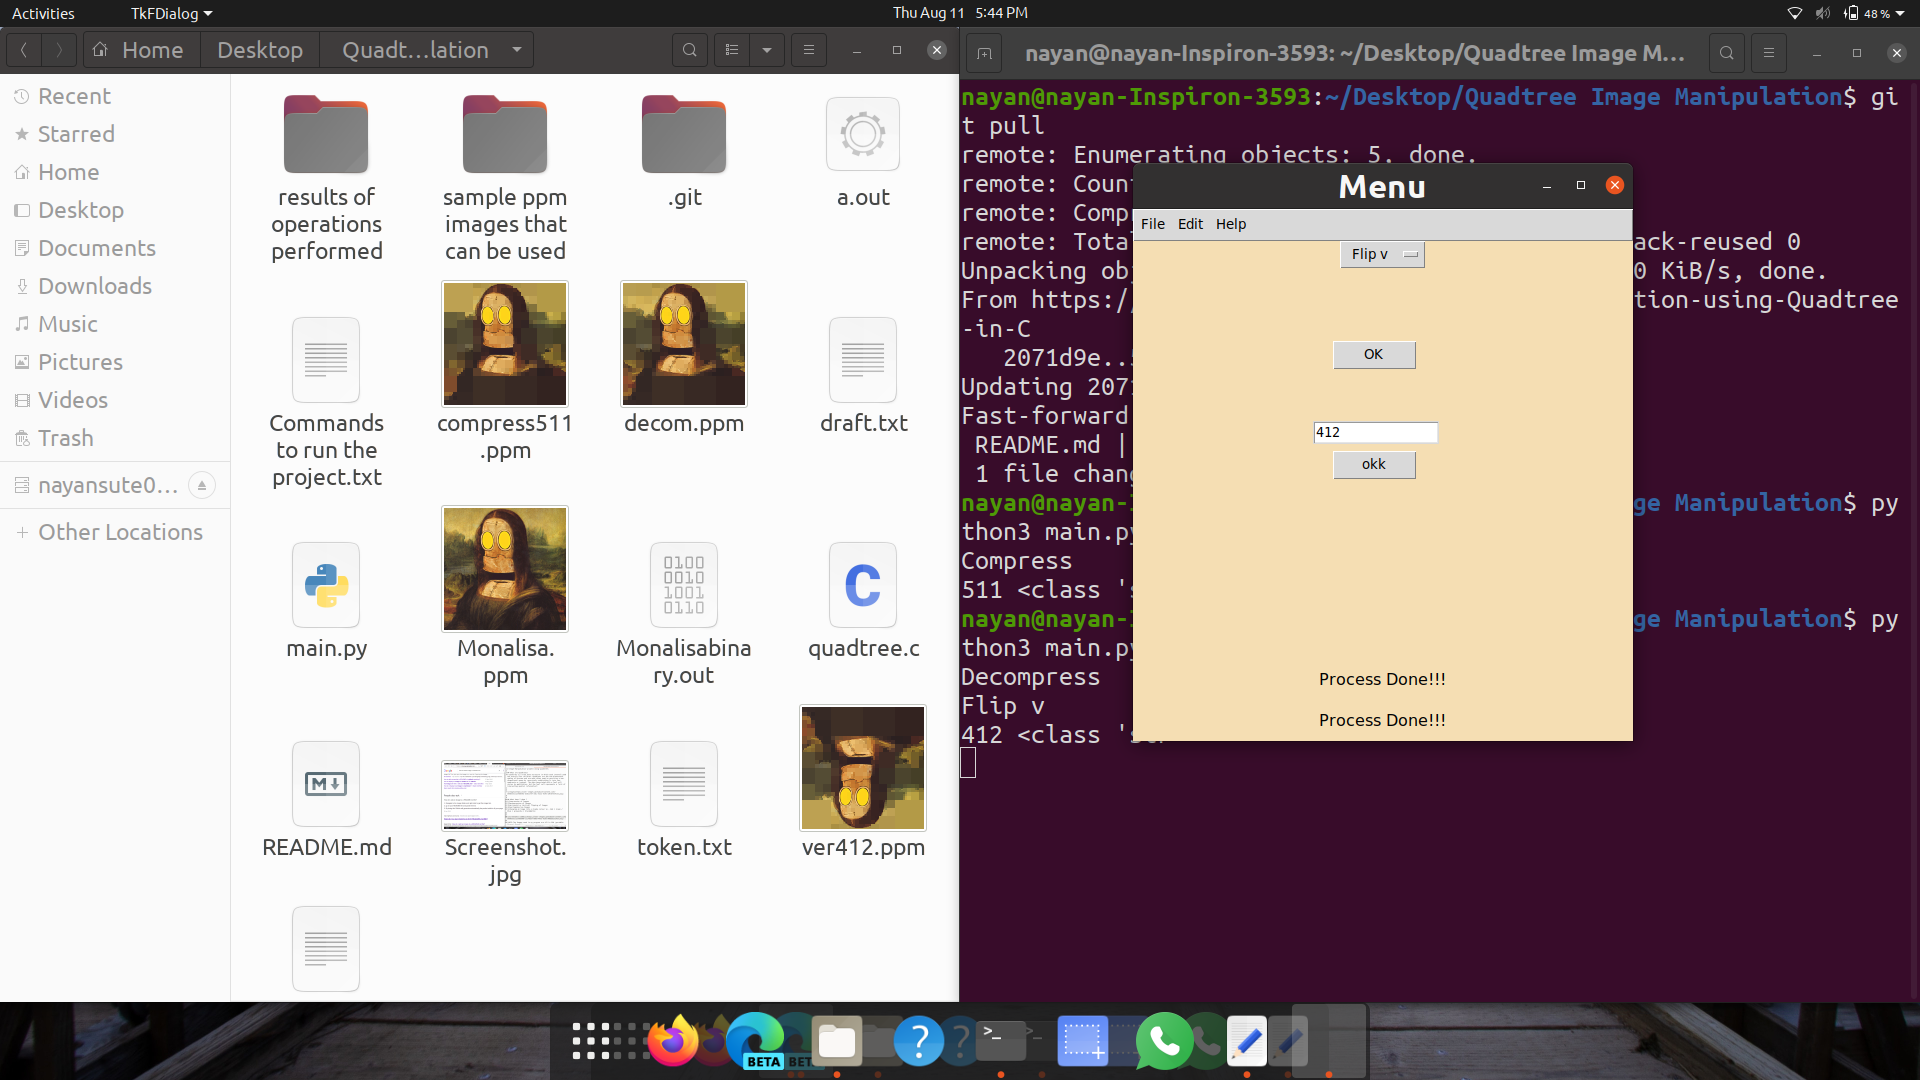 Activities
TkFDialog
Thu Aug 11 5:44 PM
48 %
Home
Desktop
Quadt…lation
Recent
Starred
Home
Desktop
Documents
Downloads
Music
Pictures
Videos
Trash
nayansute0...
Other Locations
results of
operations
performed
sample ppm
images that
can be used
.git
a.out
Commands
to run the
project.txt
compress511
.ppm
decom.ppm
draft.txt
main.py
Monalisa.
ppm
Monalisabina
ry.out
quadtree.c
README.md
Screenshot.
jpg
token.txt
ver412.ppm
nayan@nayan-Inspiron-3593: ~/Desktop/Quadtree Image M...
nayan@nayan-Inspiron-3593:~/Desktop/Quadtree Image Manipulation$ gi
t pull
remote: Enumerating objects: 5, done.
remote: Coun
remote: Comp
remote: Tota ack-reused 0
Unpacking ob 0 KiB/s, done.
From https:/ tion-using-Quadtree
-in-C
2071d9e..
Updating 207
Fast-forward
README.md |
1 file chan
nayan@nayan- ge Manipulation$ py
thon3 main.py
Compress
511 <class '
nayan@nayan- ge Manipulation$ py
thon3 main.py
Decompress
Flip v
412 <class 'str
Menu
File Edit Help
Flip v
OK
412
okk
Process Done!!!
Process Done!!!
0100
0010
1001
0110
C
M
BETA
BET
?
?
>_